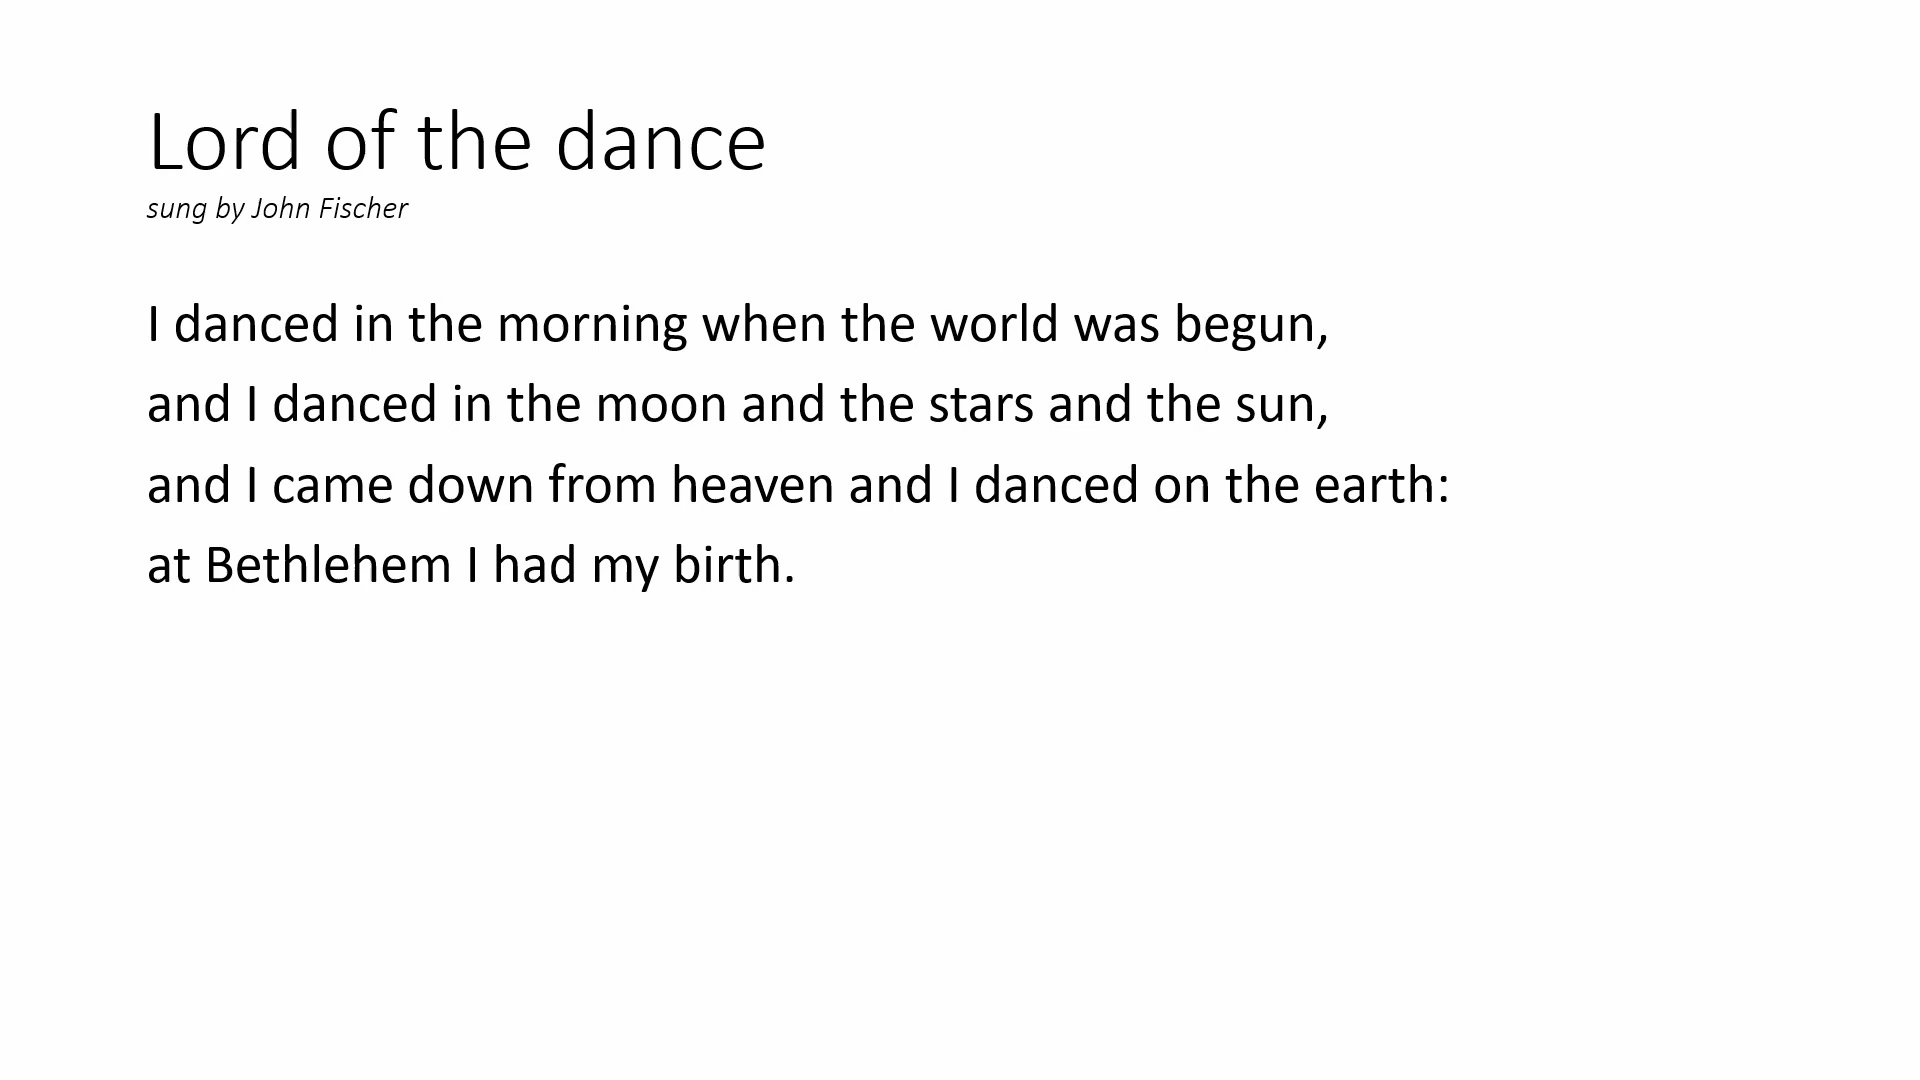 Lord of the dance
sung by John Fischer
I danced in the morning when the world was begun,
and I danced in the moon and the stars and the sun,
and I came down from heaven and I danced on the earth:
at Bethlehem I had my birth.